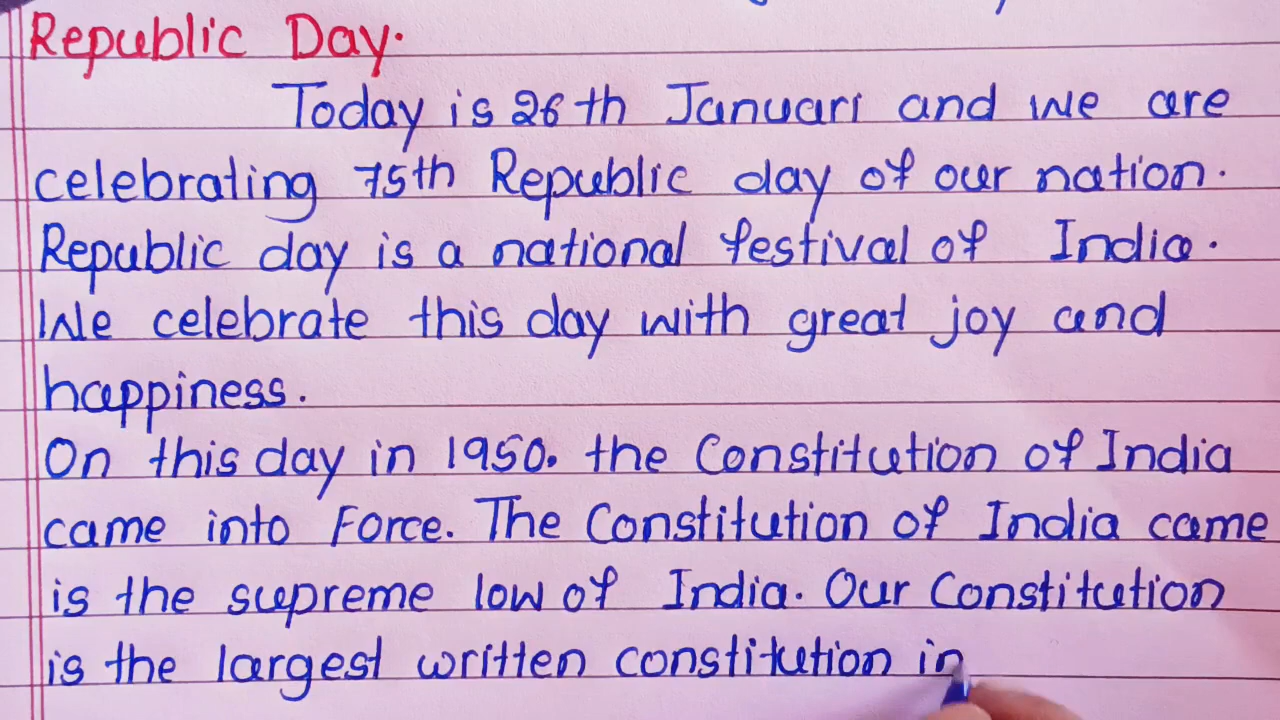 Republic Day.
Today is 26th Januari and we are
celebrating 75th Republic day of our nation.
Republic day is a national festival of India.
We celebrate this day with great joy and
happiness.
On this day in 1950. the Constitution of India
came into Force. The Constitution of India came
is the supreme low of India. Our Constitution
is the largest written constitution in